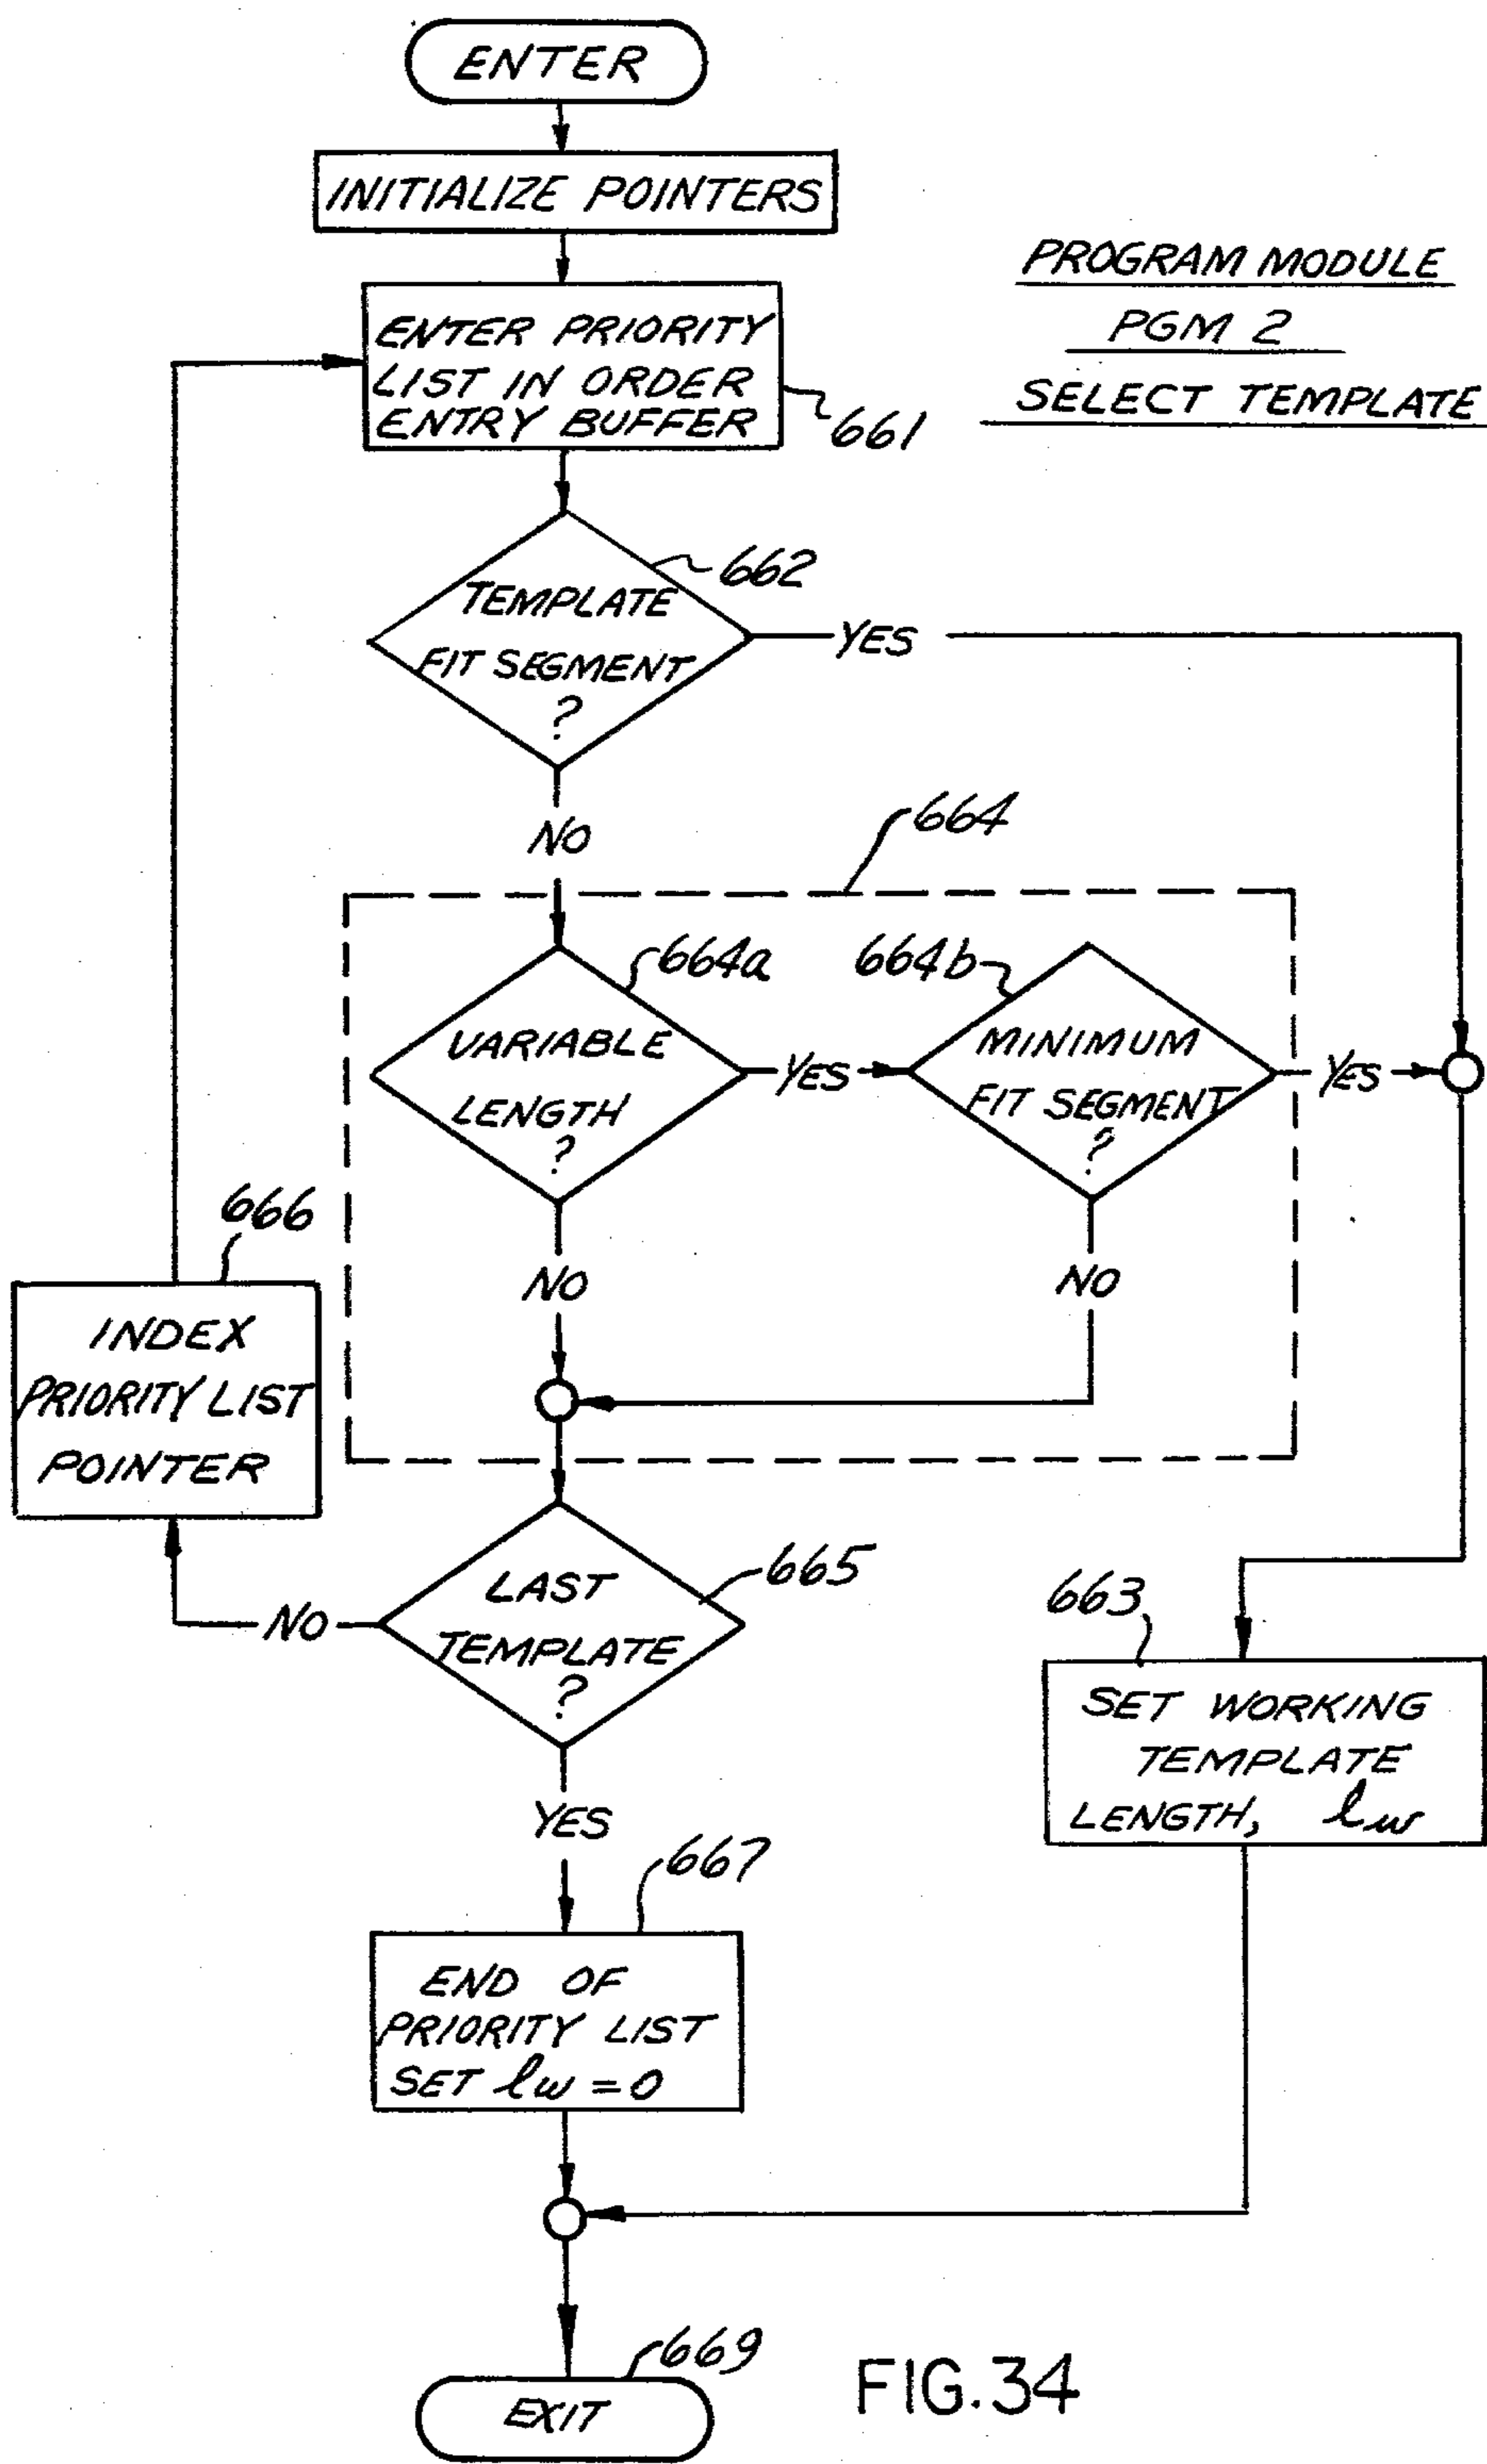 ENTER
INITIALIZE POINTERS
PROGRAM MODULE
PGM 2
SELECT TEMPLATE
ENTER PRIORITY
LIST IN ORDER
ENTRY BUFFER
661
662
TEMPLATE
FIT SEGMENT
?
YES
NO
664
664a
664b
VARIABLE
LENGTH
?
YES
MINIMUM
FIT SEGMENT
?
YES
NO
NO
666
INDEX
PRIORITY LIST
POINTER
665
LAST
TEMPLATE
?
NO
YES
663
SET WORKING
TEMPLATE
LENGTH, lw
667
END OF
PRIORITY LIST
SET lw = 0
669
EXIT
FIG. 34